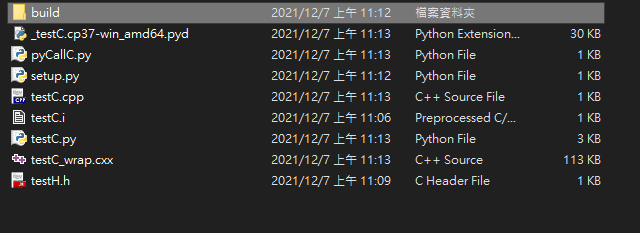 build 2021/12/7 上午 11:12 檔案資料夾
_testC.cp37-win_amd64.pyd 2021/12/7 上午 11:13 Python Extension... 30 KB
pyCallC.py 2021/12/7 上午 11:13 Python File 1 KB
setup.py 2021/12/7 上午 11:12 Python File 1 KB
testC.cpp 2021/12/7 上午 11:13 C++ Source File 1 KB
testC.i 2021/12/7 上午 11:06 Preprocessed C/... 1 KB
testC.py 2021/12/7 上午 11:13 Python File 3 KB
testC_wrap.cxx 2021/12/7 上午 11:13 C++ Source 113 KB
testH.h 2021/12/7 上午 11:09 C Header File 1 KB